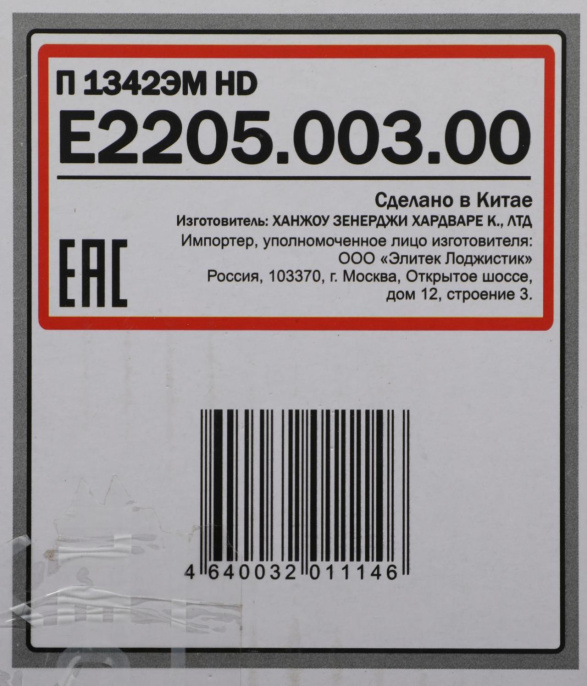 П 1342ЭМ HD
E2205.003.00
Сделано в Китае
Изготовитель: ХАНЖОУ ЗЕНЕРДЖИ ХАРДВАРЕ К., ЛТД
Импортер, уполномоченное лицо изготовителя:
ООО «Элитек Лоджистик»
Россия, 103370, г. Москва, Открытое шоссе,
дом 12, строение 3.
EAC
4 640032 011146